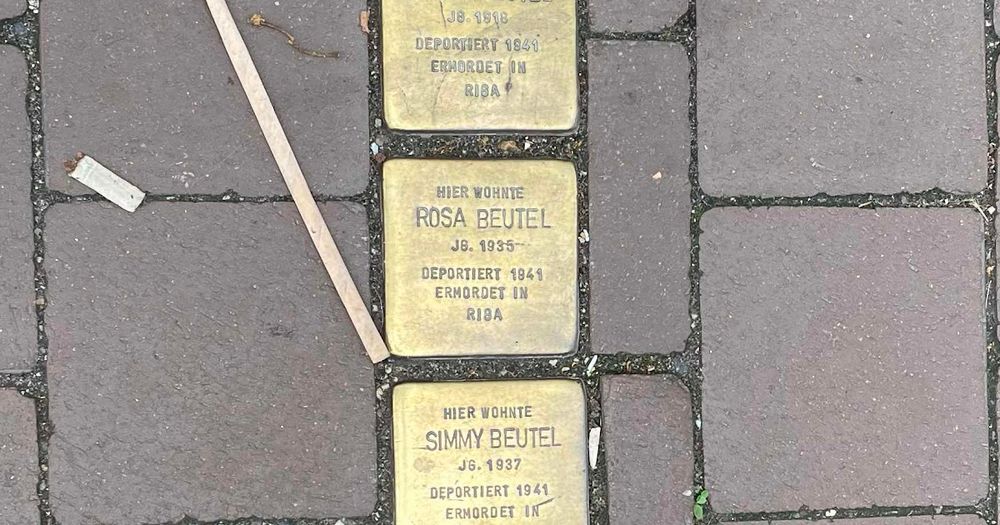 JG. 1918
DEPORTIERT 1941
ERMORDET IN
RIGA
HIER WOHNTE
ROSA BEUTEL
JG. 1935
DEPORTIERT 1941
ERMORDET IN
RIGA
HIER WOHNTE
SIMMY BEUTEL
JG. 1937
DEPORTIERT 1941
ERMORDET IN